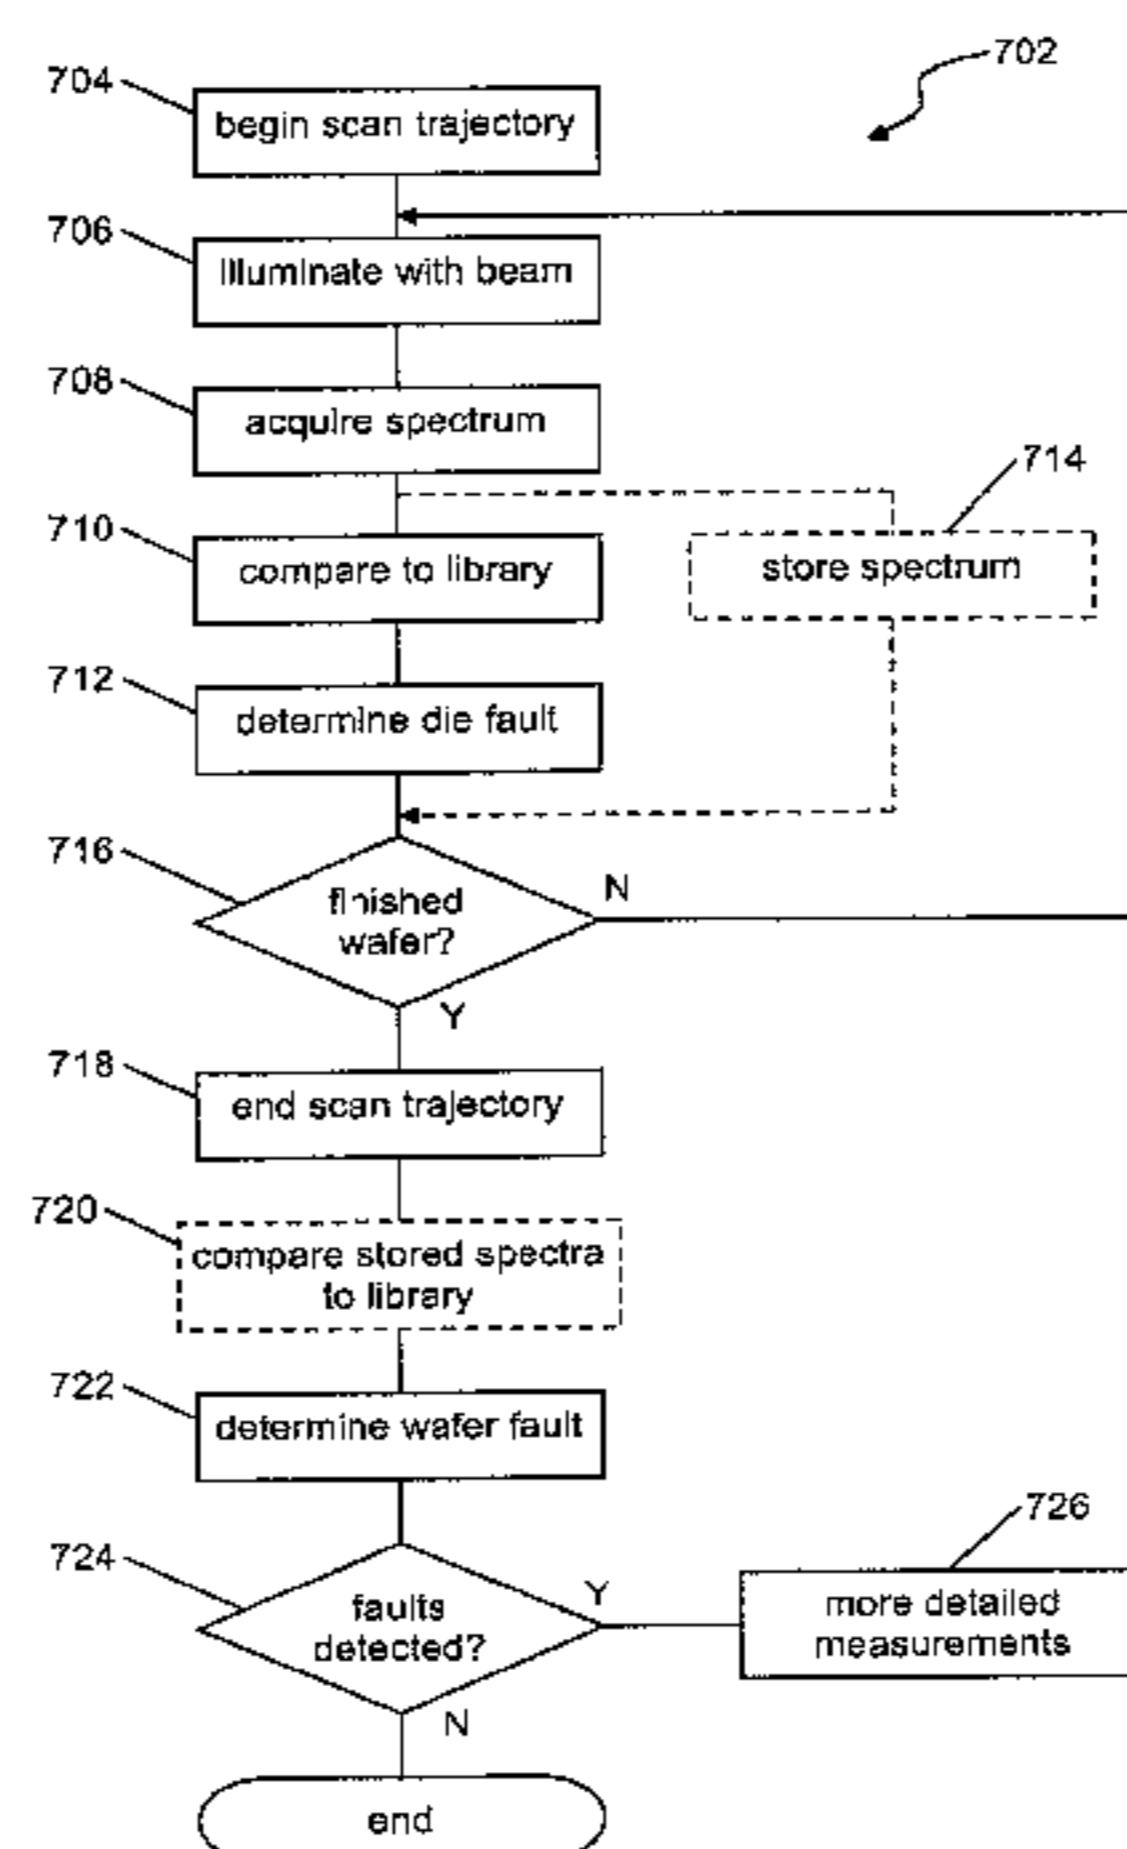 702
704
begin scan trajectory
706
illuminate with beam
708
acquire spectrum
714
710
compare to library
store spectrum
712
determine die fault
716
finished
wafer?
N
Y
718
end scan trajectory
720
compare stored spectra
to library
722
determine wafer fault
726
724
faults
detected?
Y
more detailed
measurements
N
end